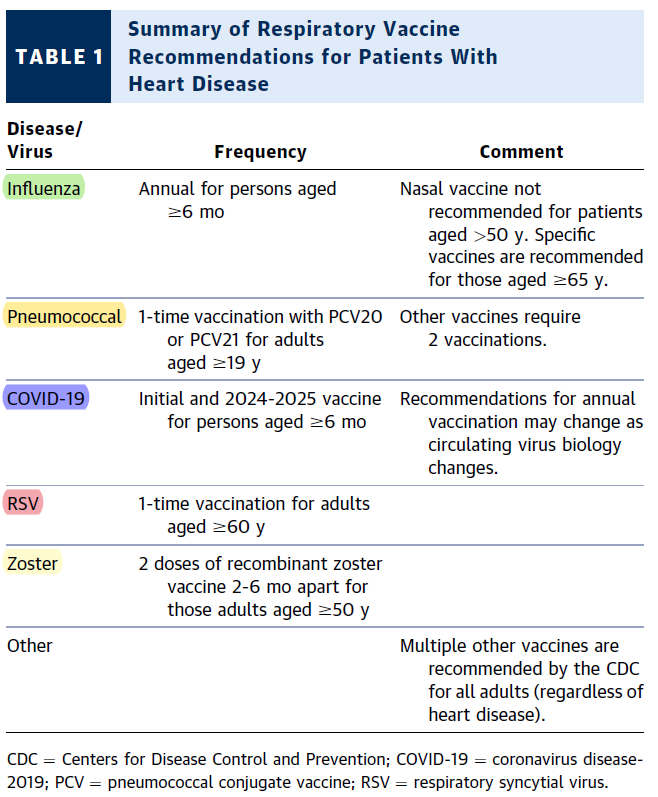 TABLE 1
Summary of Respiratory Vaccine
Recommendations for Patients With
Heart Disease
Disease/
Virus
Frequency
Comment
Influenza
Annual for persons aged
≥6 mo
Nasal vaccine not
recommended for patients
aged >50 y. Specific
vaccines are recommended
for those aged ≥65 y.
Pneumococcal
1-time vaccination with PCV20
or PCV21 for adults
aged ≥19 y
Other vaccines require
2 vaccinations.
COVID-19
Initial and 2024-2025 vaccine
for persons aged ≥6 mo
Recommendations for annual
vaccination may change as
circulating virus biology
changes.
RSV
1-time vaccination for adults
aged ≥60 y
Zoster
2 doses of recombinant zoster
vaccine 2-6 mo apart for
those adults aged ≥50 y
Other
Multiple other vaccines are
recommended by the CDC
for all adults (regardless of
heart disease).
CDC = Centers for Disease Control and Prevention; COVID-19 = coronavirus disease-
2019; PCV = pneumococcal conjugate vaccine; RSV = respiratory syncytial virus.